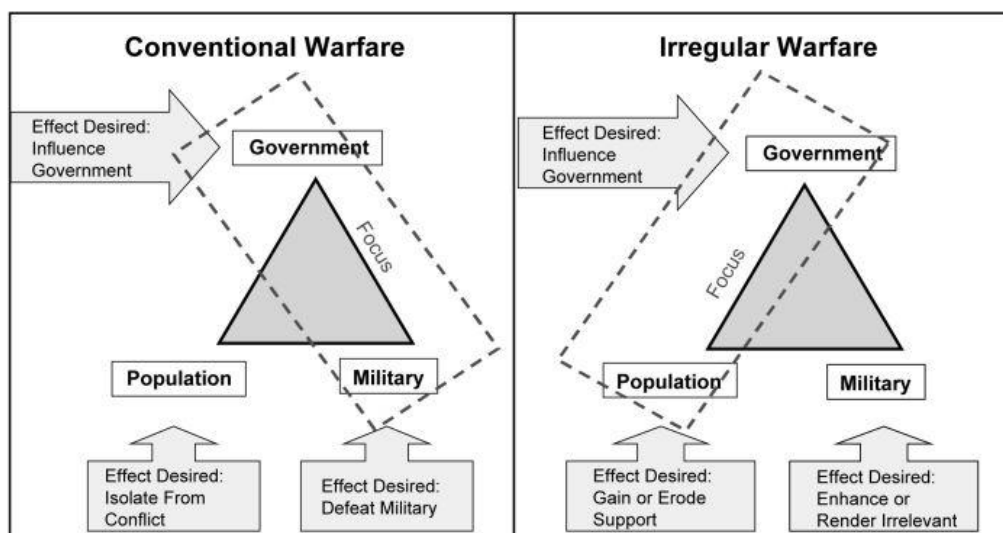 Conventional Warfare
Effect Desired:
Influence
Government
Government
Focus
Population
Military
Effect Desired:
Isolate From
Conflict
Effect Desired:
Defeat Military
Irregular Warfare
Effect Desired:
Influence
Government
Government
Focus
Population
Military
Effect Desired:
Gain or Erode
Support
Effect Desired:
Enhance or
Render Irrelevant